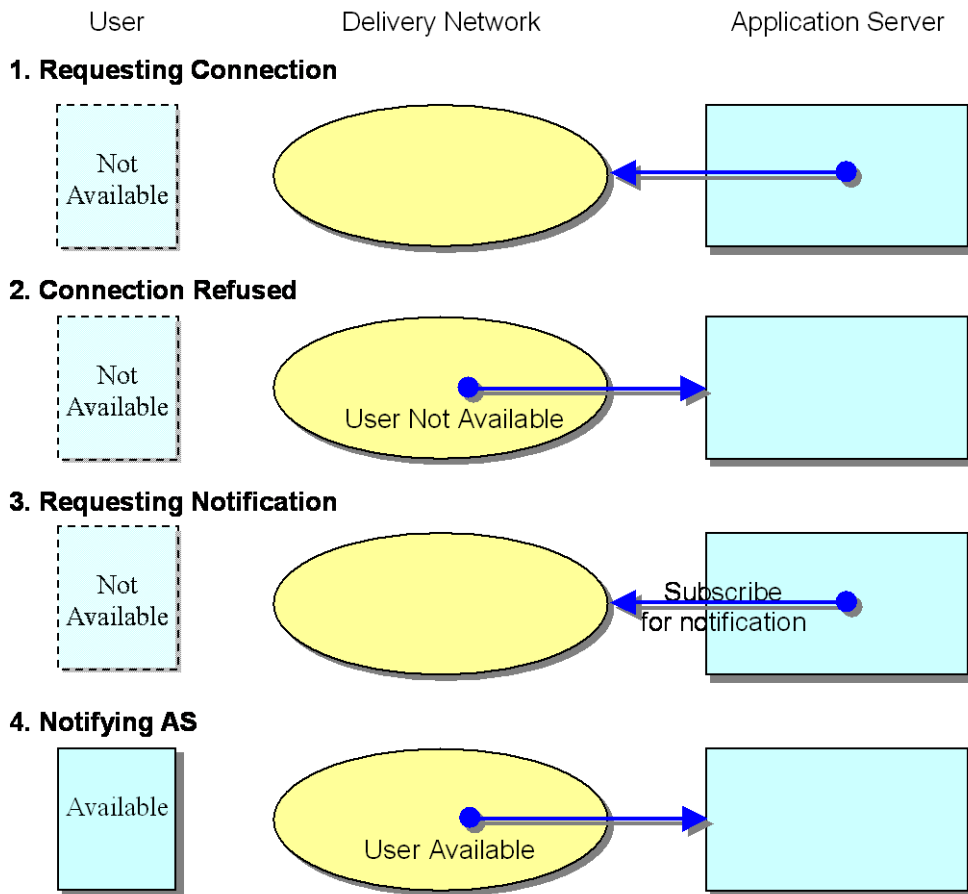 User Delivery Network Application Server
1. Requesting Connection
Not
Available
2. Connection Refused
Not
Available
User Not Available
3. Requesting Notification
Not
Available
Subscribe
for notification
4. Notifying AS
Available
User Available